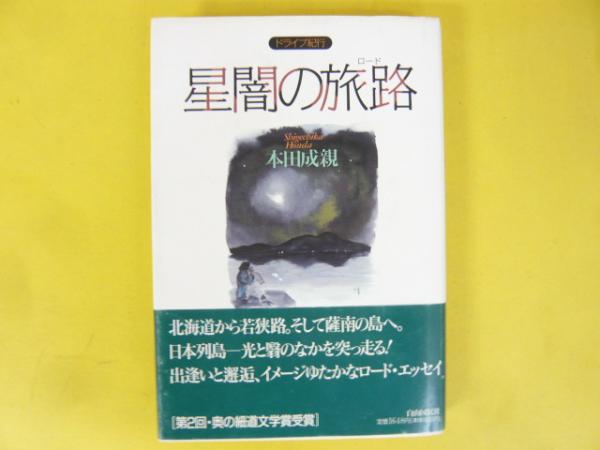 ドライブ紀行
ロード
星闇の旅路
Shigechika
Honda
本田成親
北海道から若狭路。そして薩南の島へ。
日本列島―光と翳のなかを突っ走る!
出逢いと邂逅、イメージゆたかなロード・エッセイ
[第2回・奥の細道文学賞受賞]